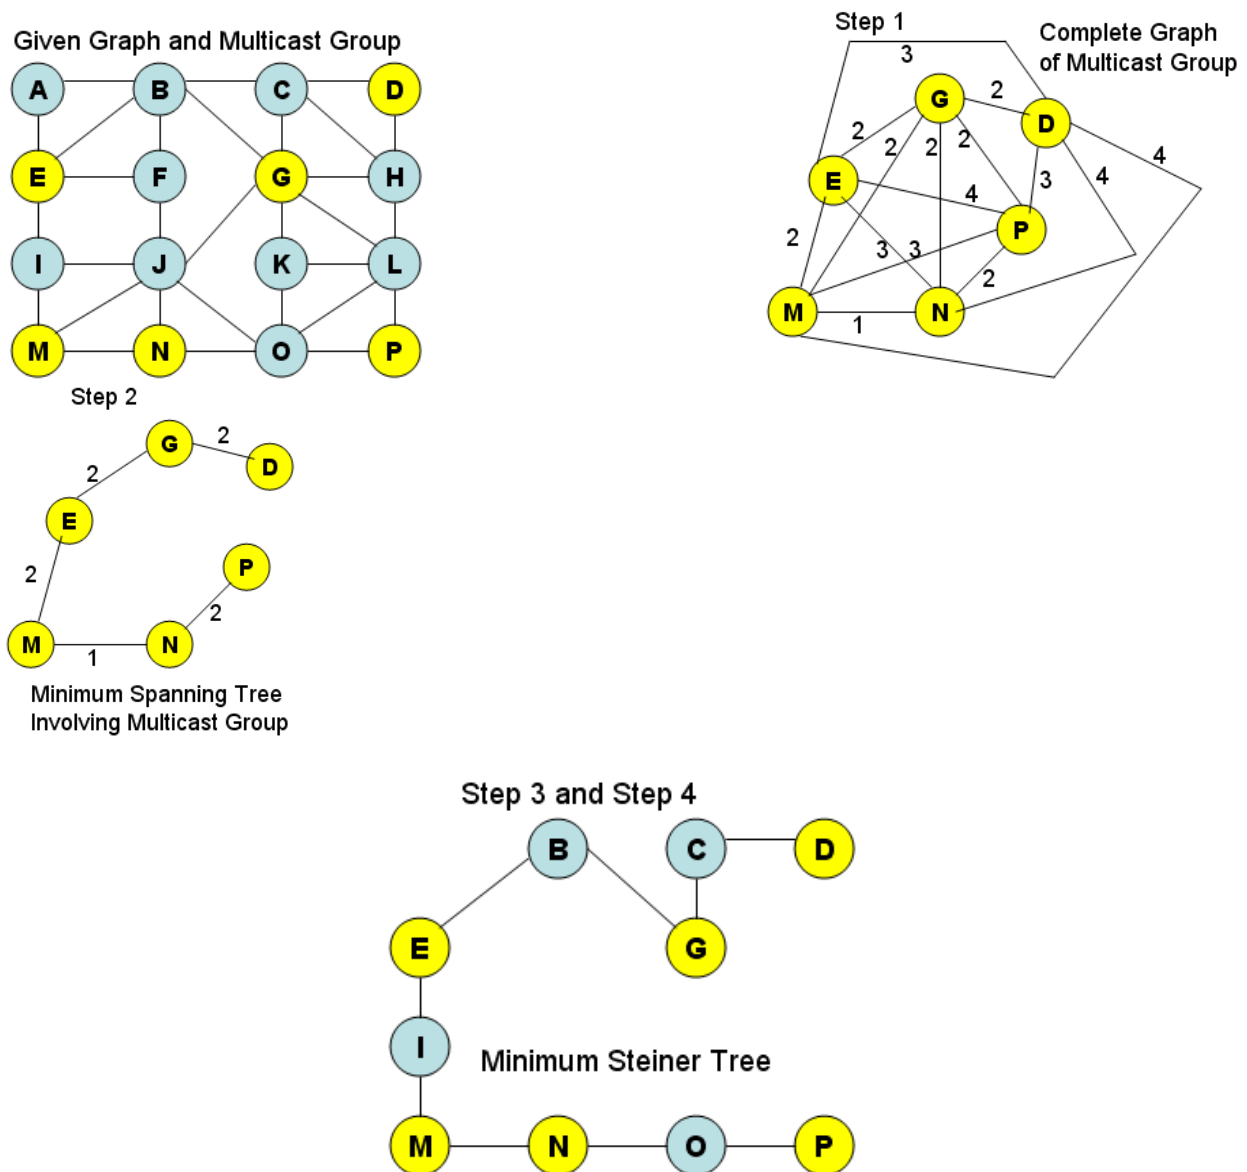 Given Graph and Multicast Group
A B C D
E F G H
I J K L
M N O P
Step 1
Complete Graph
of Multicast Group
3
G 2 D
2 2 2 2 4
E 4 3 4
P
2 3 3 2
M 1 N
Step 2
G 2 D
2
E
2 P
2
M 1 N
Minimum Spanning Tree
Involving Multicast Group
Step 3 and Step 4
B C D
E G
I Minimum Steiner Tree
M N O P